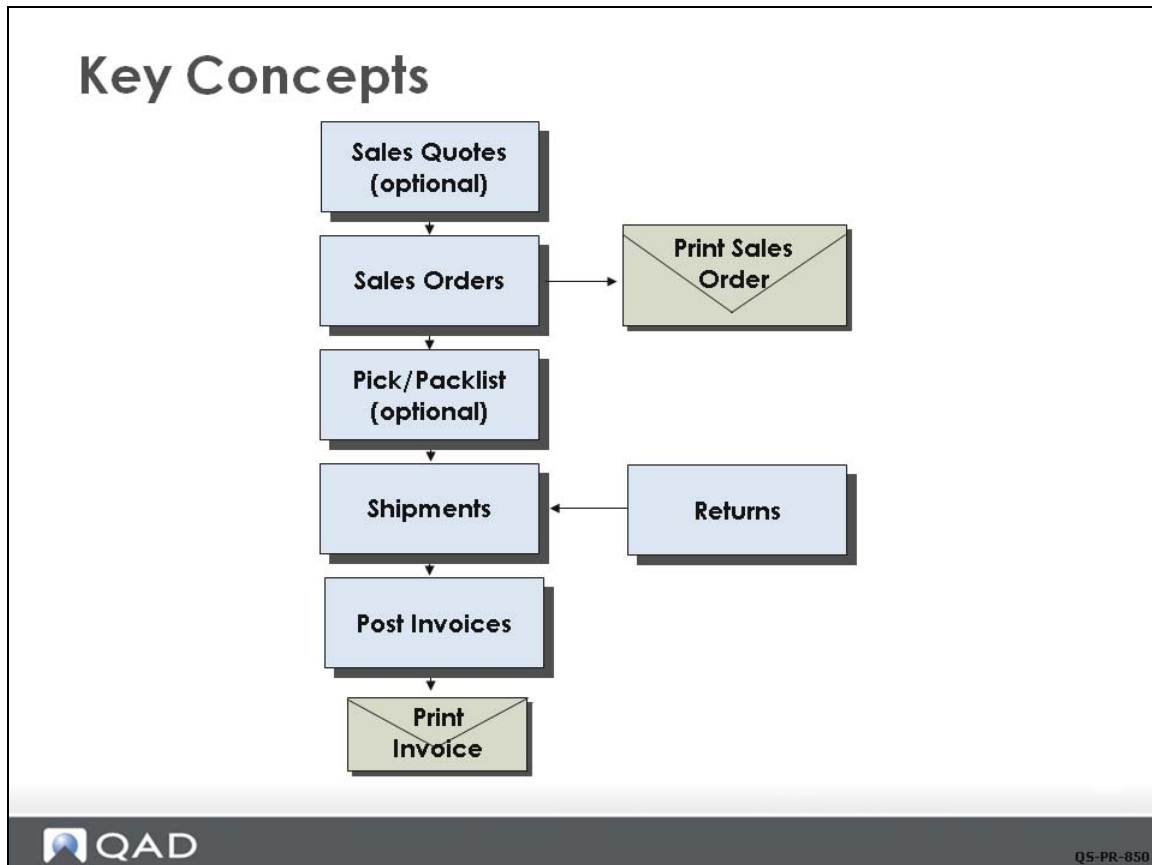 Key Concepts
Sales Quotes
(optional)
Sales Orders
Print Sales
Order
Pick/Packlist
(optional)
Shipments
Returns
Post Invoices
Print
Invoice
QAD
QS-PR-850